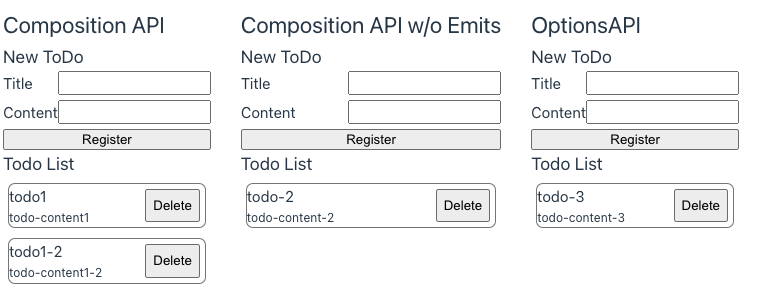 Composition API
New ToDo
Title
Content
Register
Todo List
todo1
todo-content1
Delete
todo1-2
todo-content1-2
Delete
Composition API w/o Emits
New ToDo
Title
Content
Register
Todo List
todo-2
todo-content-2
Delete
OptionsAPI
New ToDo
Title
Content
Register
Todo List
todo-3
todo-content-3
Delete